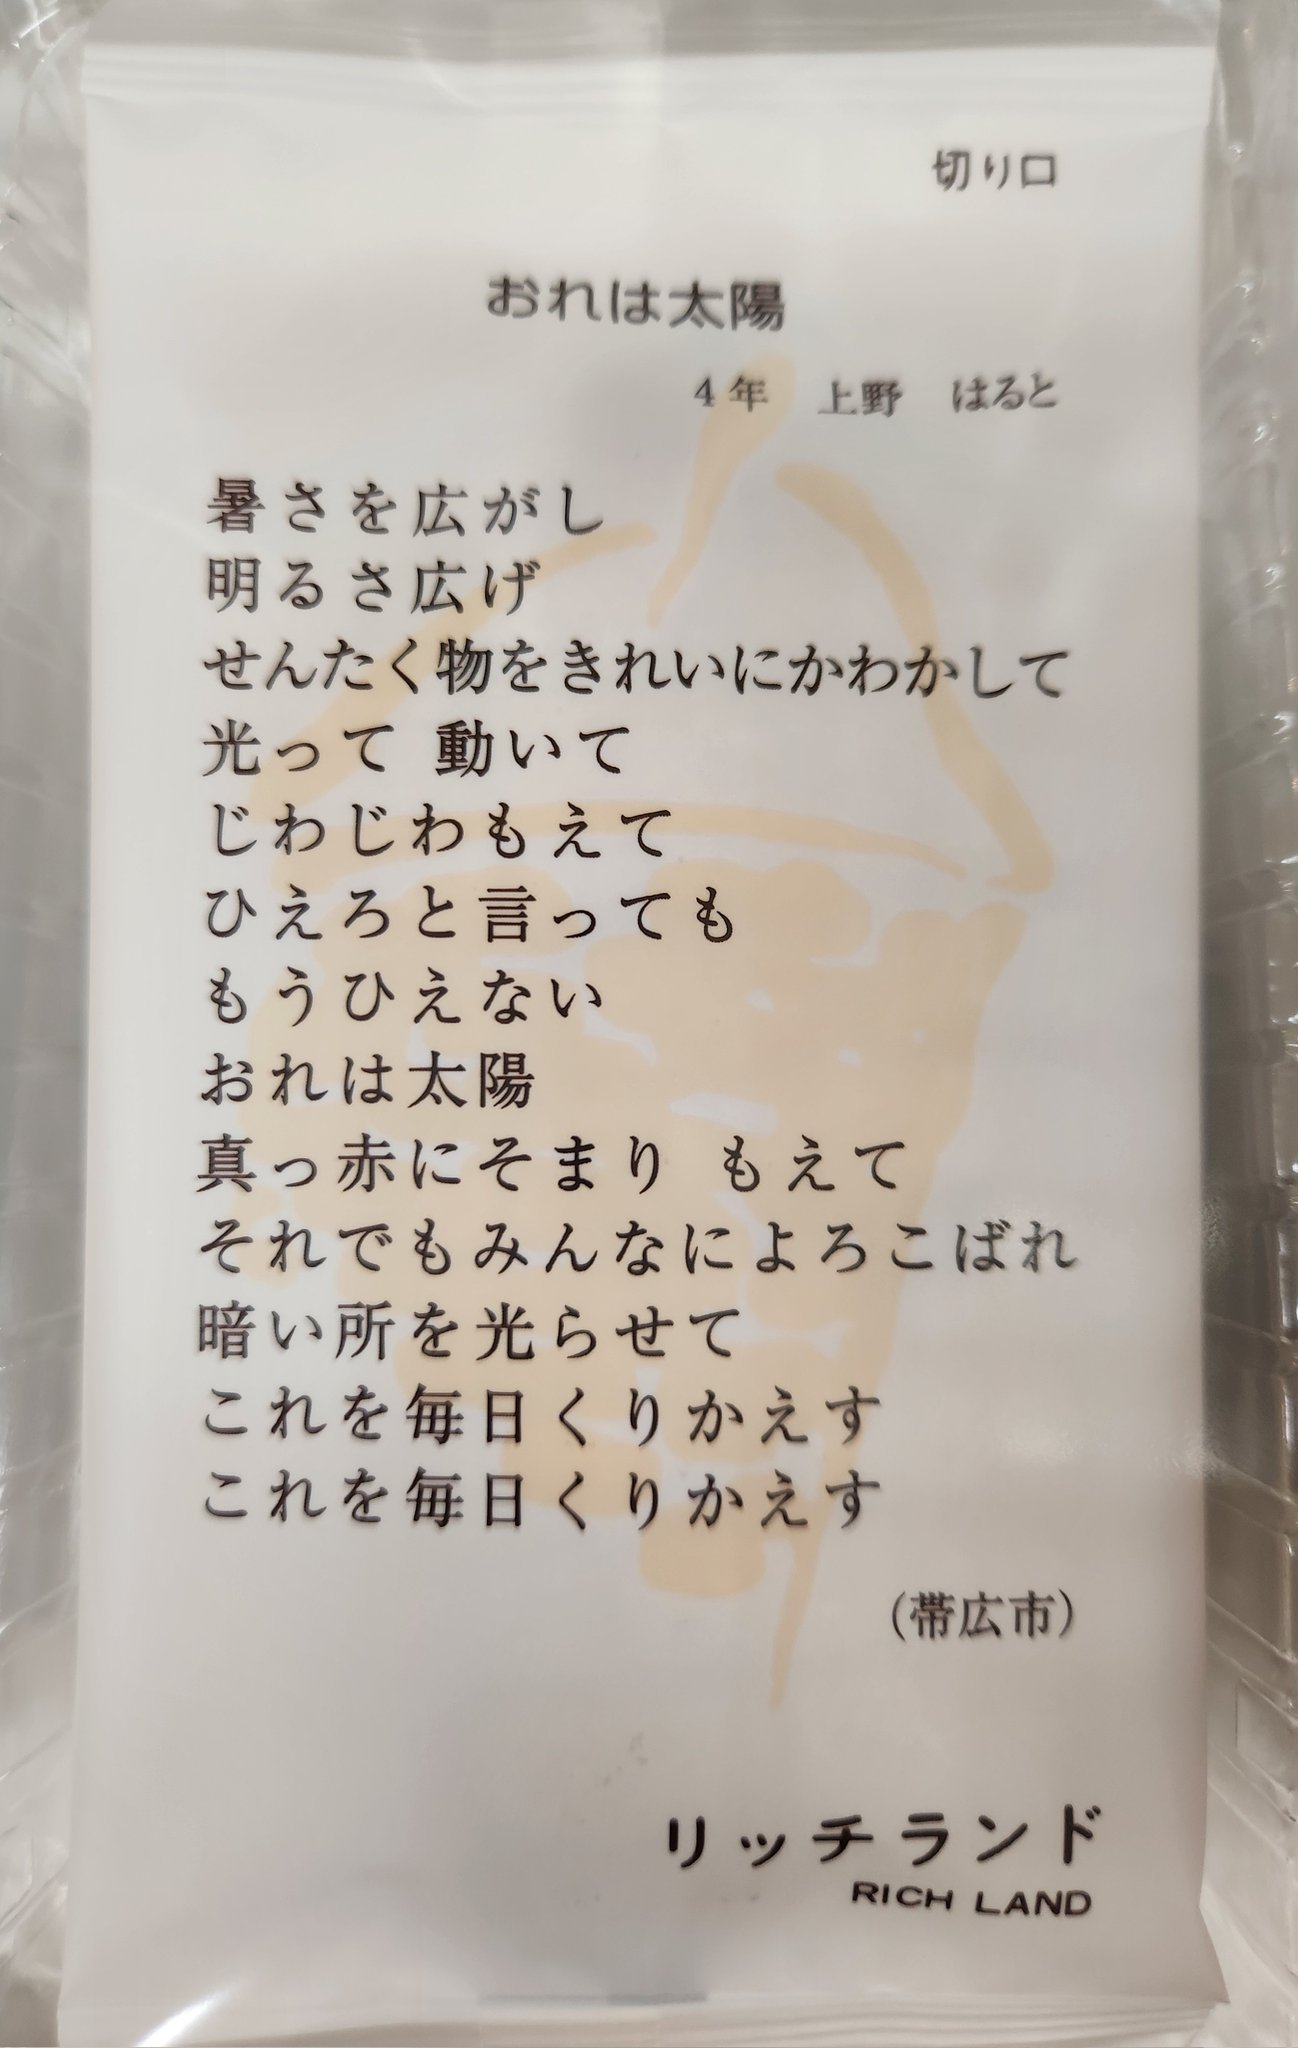 切り口
おれは太陽
4年 上野 はると
暑さを広がし
明るさ広げ
せんたく物をきれいにかわかして
光って 動いて
じわじわもえて
ひえろと言っても
もうひえない
おれは太陽
真っ赤にそまり もえて
それでもみんなによろこばれ
暗い所を光らせて
これを毎日くりかえす
これを毎日くりかえす
(帯広市)
リッチランド
RICH LAND